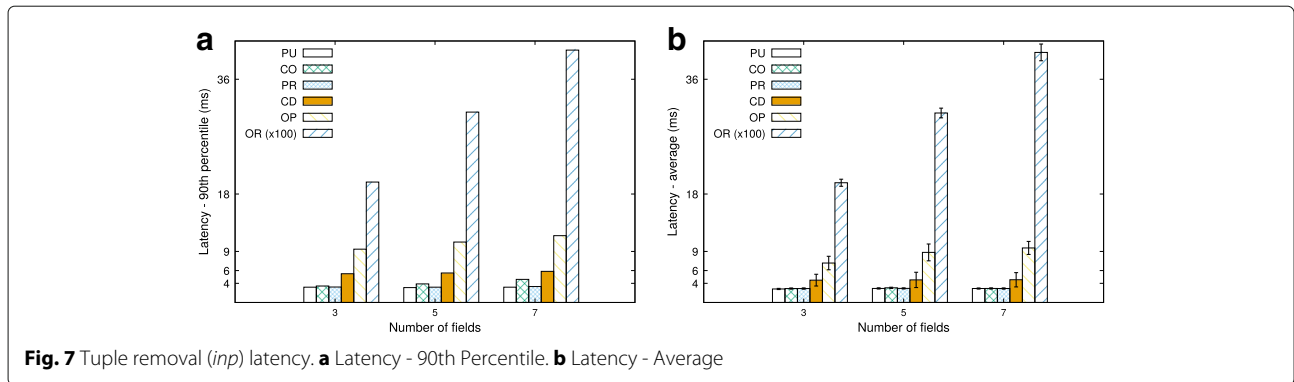 a
PU
CO
PR
CD
OP
OR (x100)
Latency - 90th percentile (ms)
36
18
9
6
4
3
5
7
Number of fields
b
PU
CO
PR
CD
OP
OR (x100)
Latency - average (ms)
36
18
9
6
4
3
5
7
Number of fields
Fig. 7 Tuple removal (inp) latency. a Latency - 90th Percentile. b Latency - Average